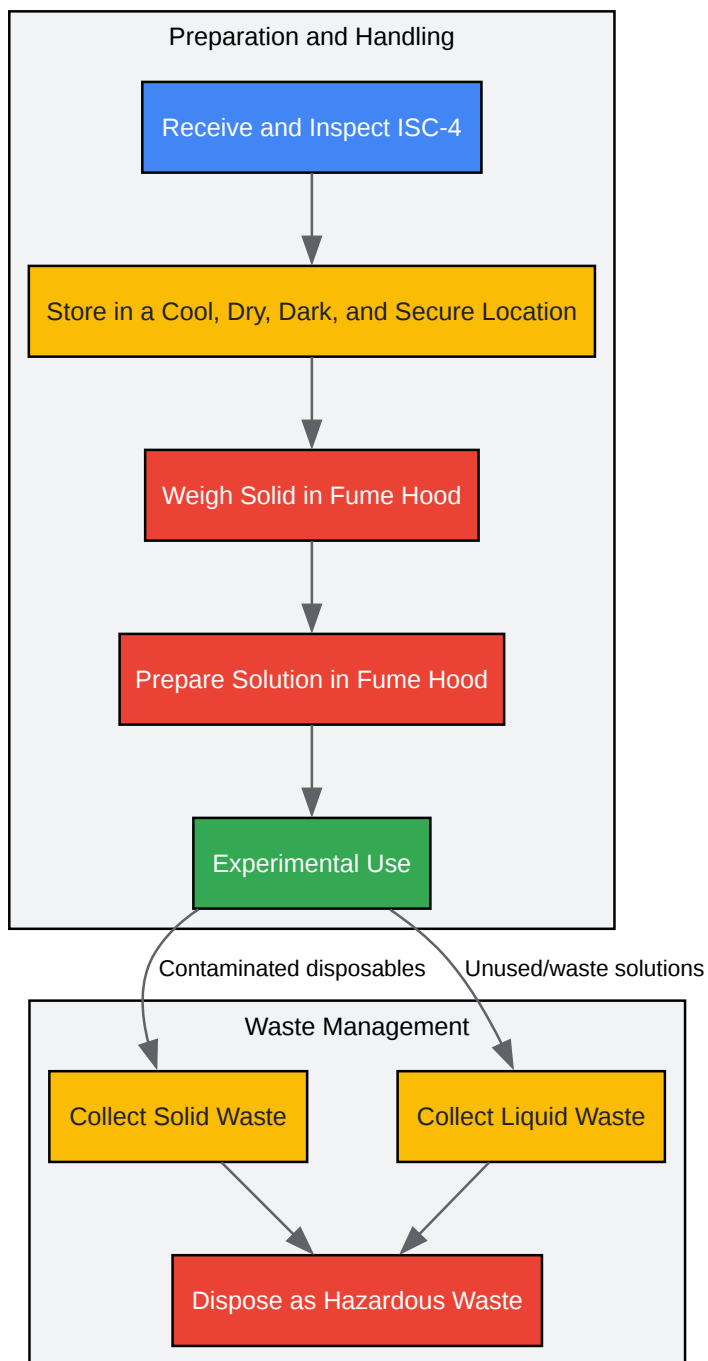 Preparation and Handling
Receive and Inspect ISC-4
Store in a Cool, Dry, Dark, and Secure Location
Weigh Solid in Fume Hood
Prepare Solution in Fume Hood
Experimental Use
Contaminated disposables
Unused/waste solutions
Waste Management
Collect Solid Waste
Collect Liquid Waste
Dispose as Hazardous Waste